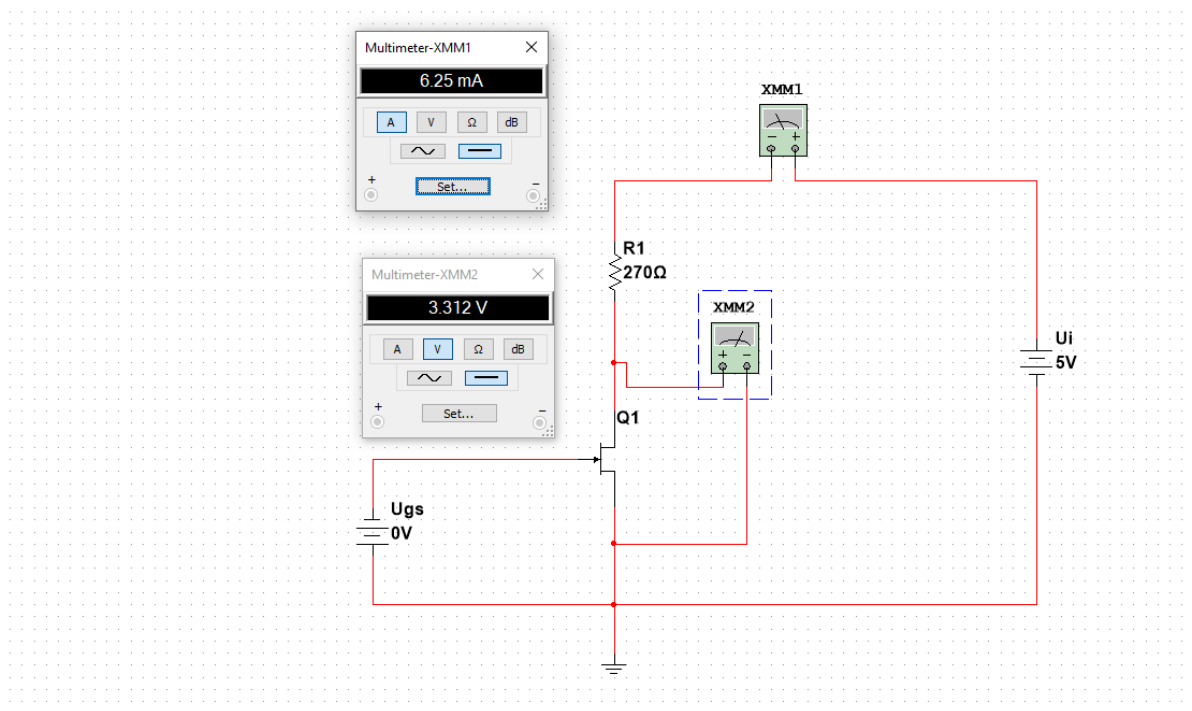 Multimeter-XMM1
6.25 mA
A V Ω dB
+ Set... −
XMM1
− +
R1
270Ω
Multimeter-XMM2
3.312 V
A V Ω dB
+ Set... −
XMM2
+ −
Ui
5V
Q1
Ugs
0V